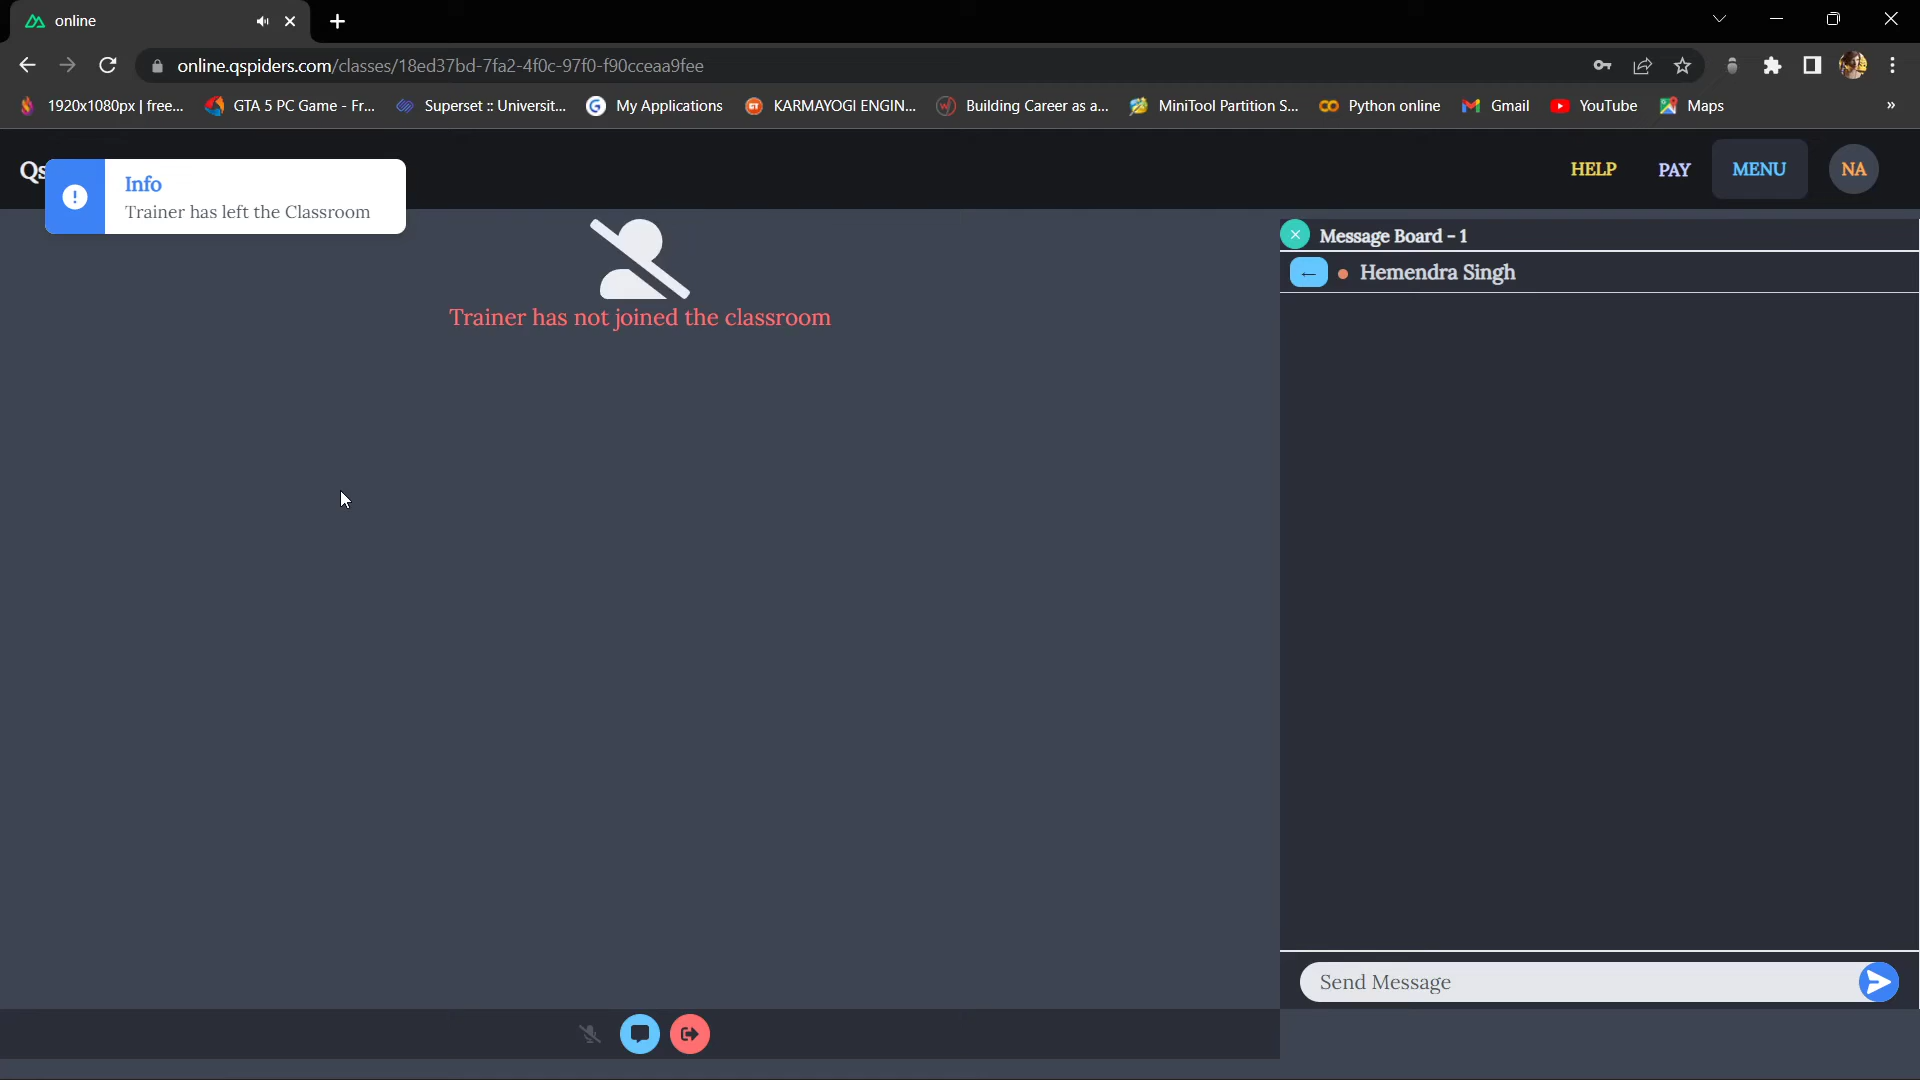 online
online.qspiders.com/classes/18ed37bd-7fa2-4f0c-97f0-f90cceaa9fee
1920x1080px | free... GTA 5 PC Game - Fr... Superset :: Universit... My Applications KARMAYOGI ENGIN... Building Career as a... MiniTool Partition S... Python online Gmail YouTube Maps »
Qs HELP PAY MENU NA
Info
Trainer has left the Classroom
Trainer has not joined the classroom
Message Board - 1
← Hemendra Singh
Send Message